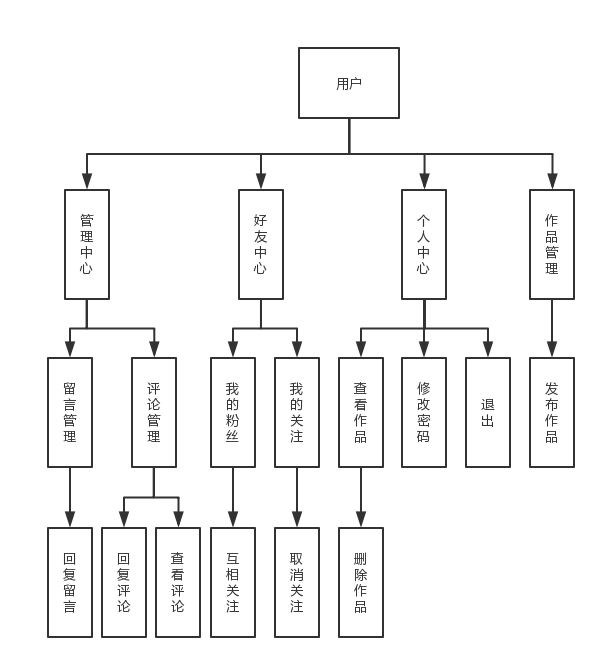 用户
管理中心
好友中心
个人中心
作品管理
留言管理
评论管理
我的粉丝
我的关注
查看作品
修改密码
退出
发布作品
回复留言
回复评论
查看评论
互相关注
取消关注
删除作品